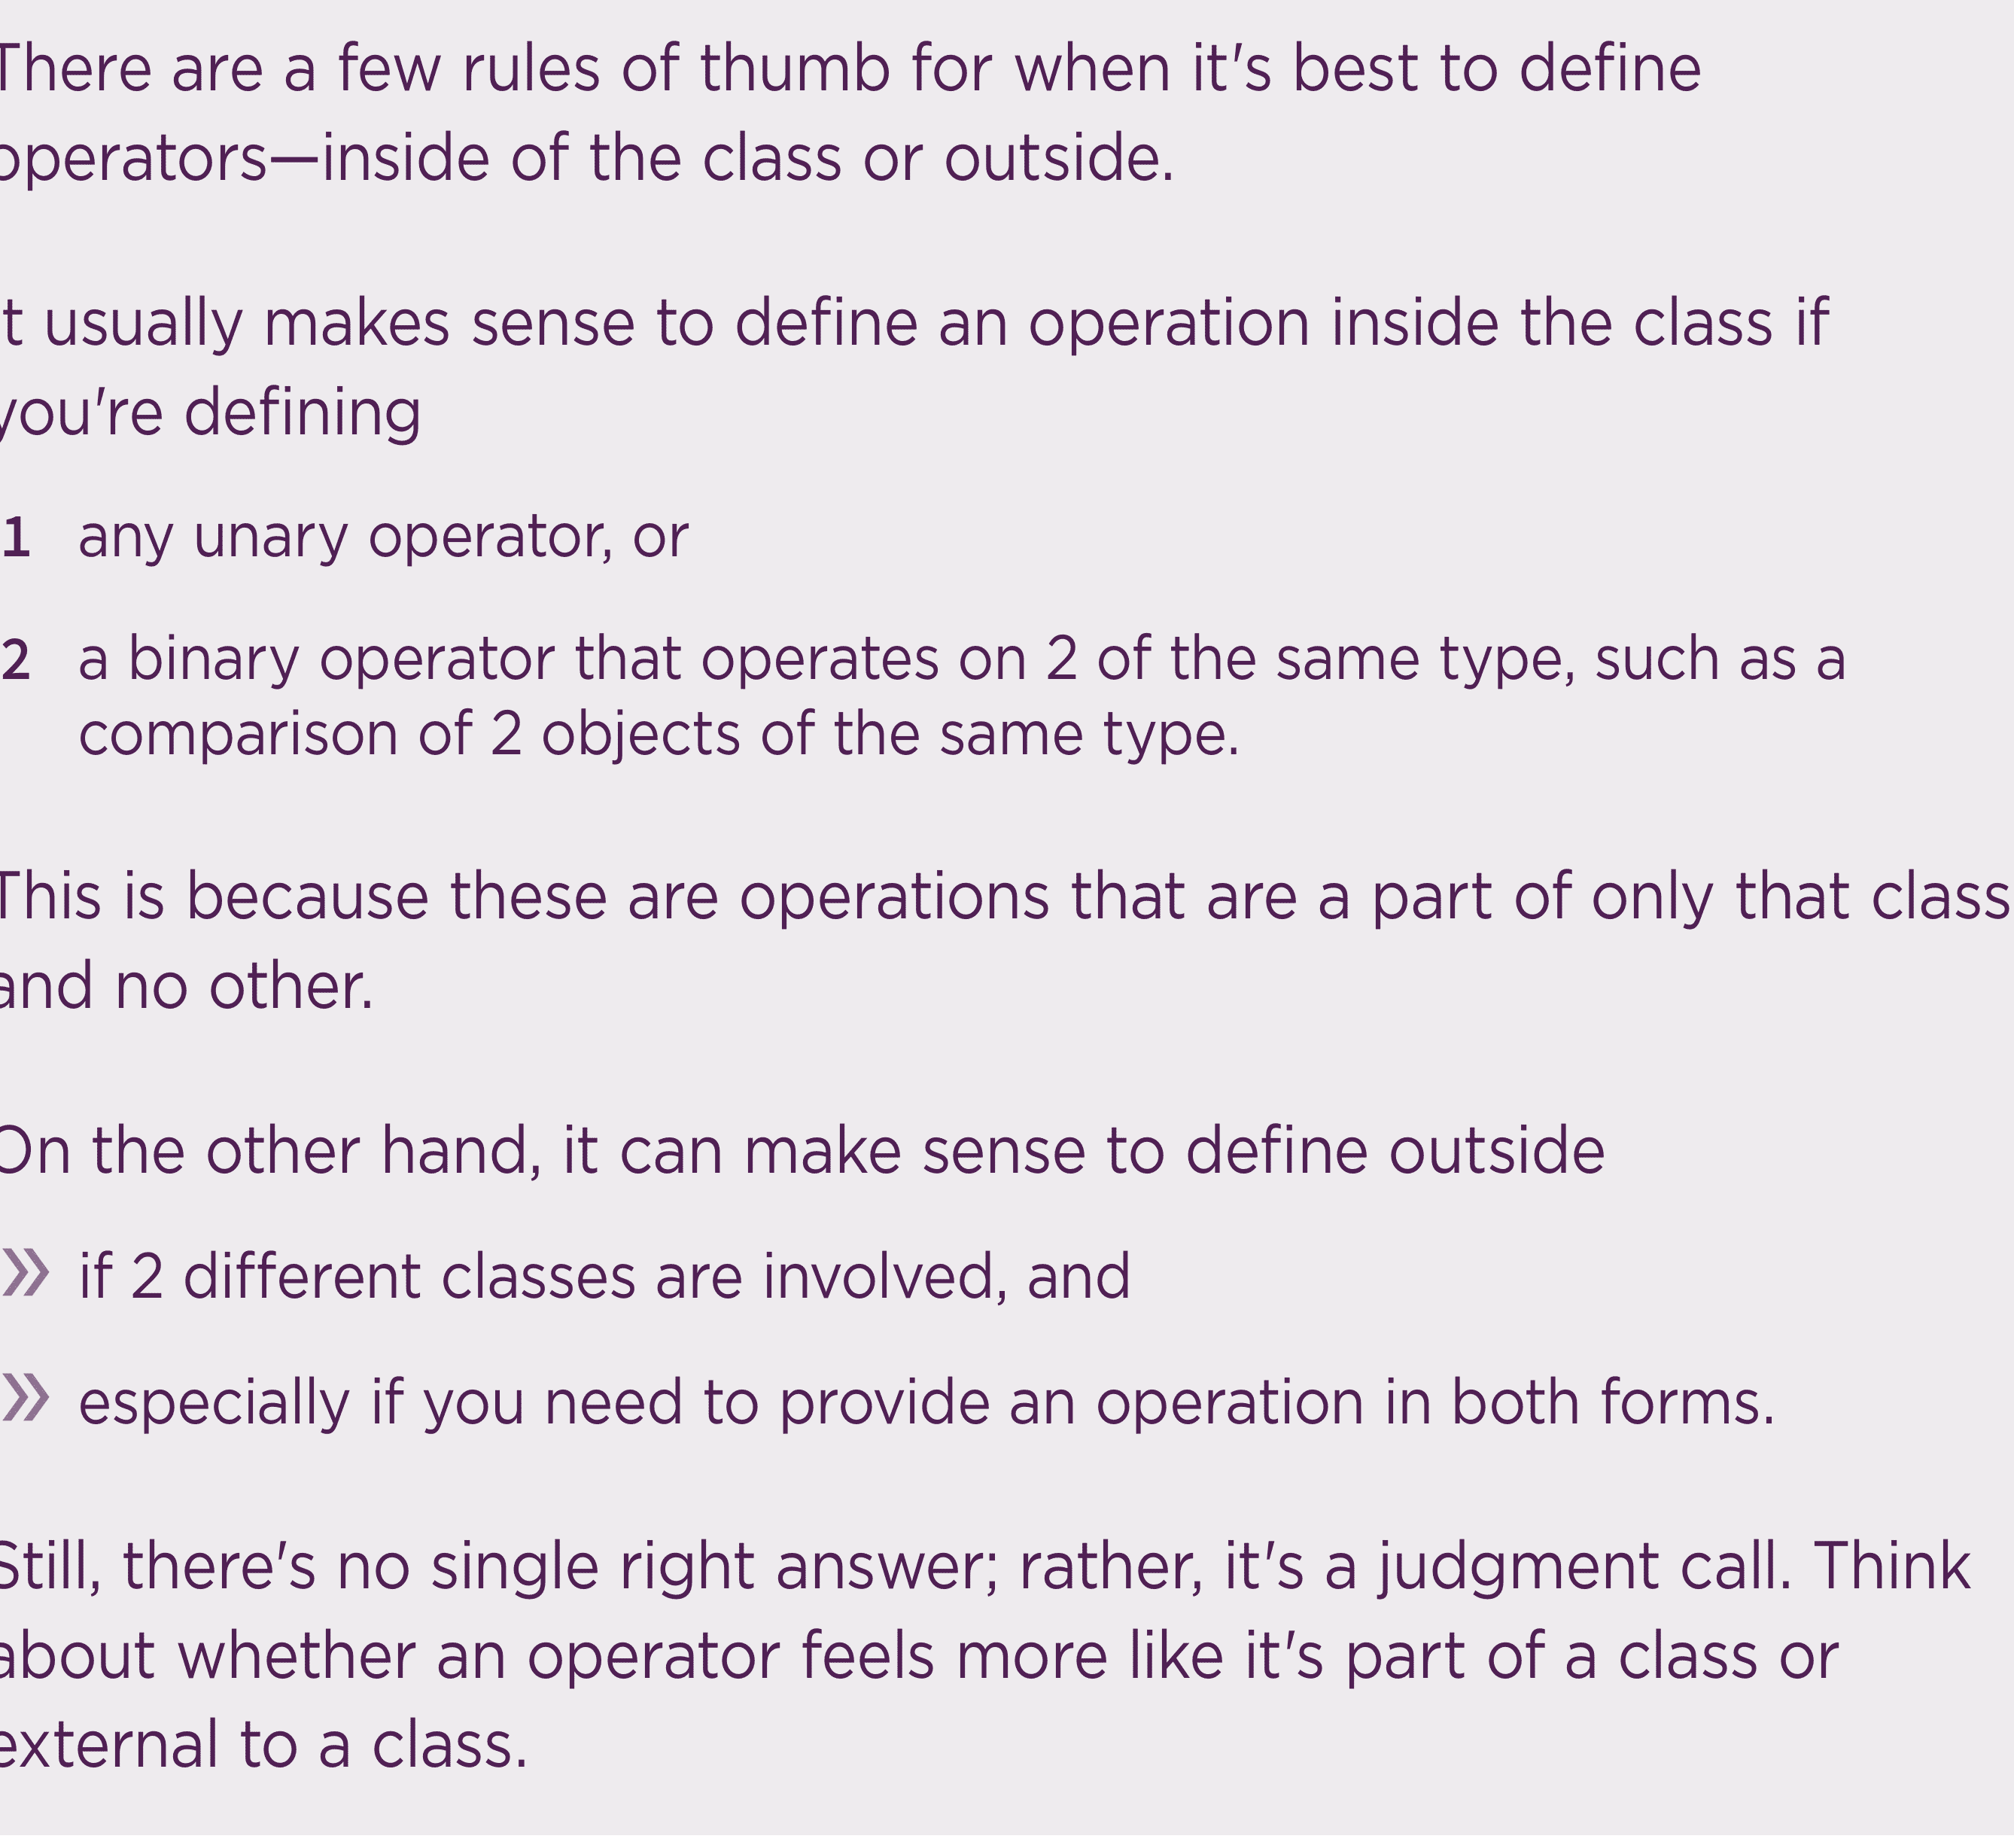 There are a few rules of thumb for when it's best to define
operators—inside of the class or outside.
It usually makes sense to define an operation inside the class if
you're defining
1 any unary operator, or
2 a binary operator that operates on 2 of the same type, such as a
comparison of 2 objects of the same type.
This is because these are operations that are a part of only that class
and no other.
On the other hand, it can make sense to define outside
» if 2 different classes are involved, and
» especially if you need to provide an operation in both forms.
Still, there's no single right answer; rather, it's a judgment call. Think
about whether an operator feels more like it's part of a class or
external to a class.